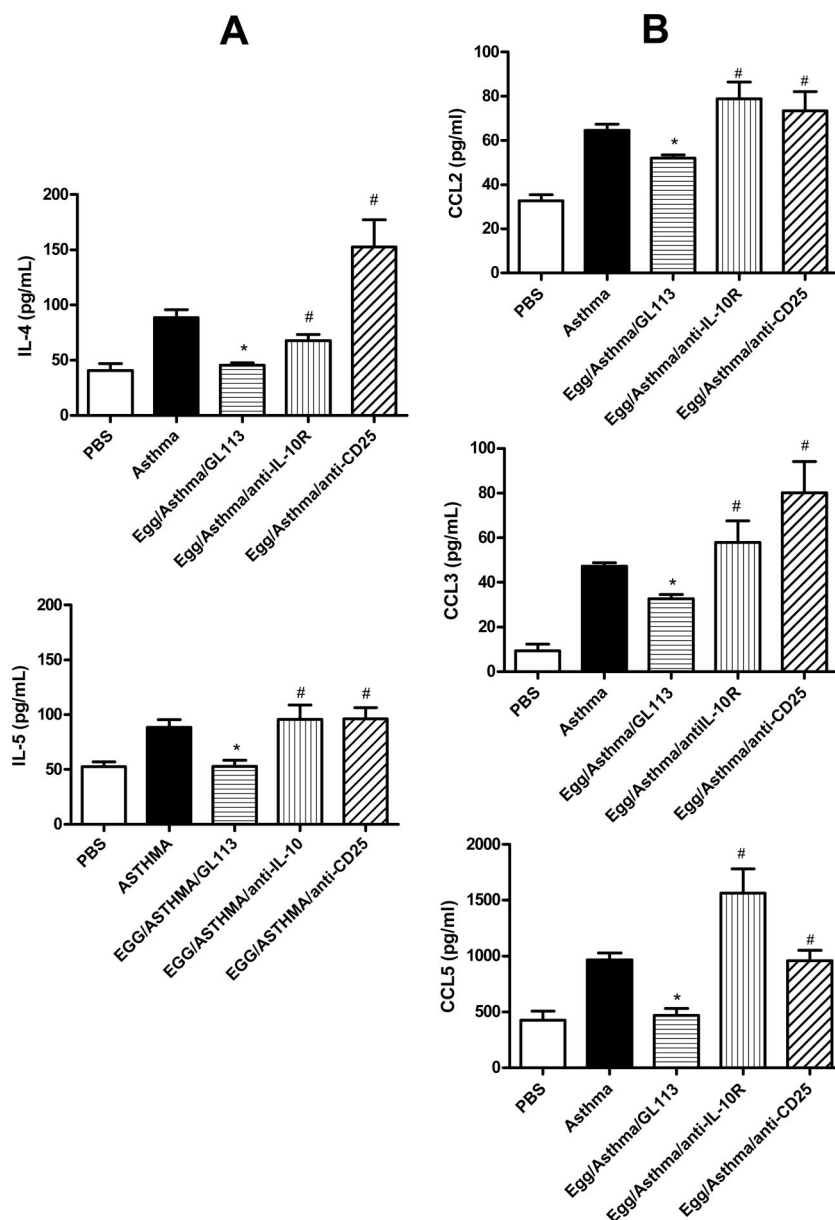 A
IL-4 (pg/mL)
200
150
100
50
0
#
#
*
PBS
Asthma
Egg/Asthma/GL113
Egg/Asthma/anti-IL-10R
Egg/Asthma/anti-CD25
IL-5 (pg/mL)
200
150
100
50
0
#
#
*
PBS
ASTHMA
EGG/ASTHMA/GL113
EGG/ASTHMA/anti-IL-10
EGG/ASTHMA/anti-CD25
B
CCL2 (pg/ml)
100
80
60
40
20
0
#
#
*
PBS
Asthma
Egg/Asthma/GL113
Egg/Asthma/anti-IL-10R
Egg/Asthma/anti-CD25
CCL3 (pg/mL)
100
80
60
40
20
0
#
#
*
PBS
Asthma
Egg/Asthma/GL113
Egg/Asthma/antiIL-10R
Egg/Asthma/anti-CD25
CCL5 (pg/ml)
2000
1500
1000
500
0
#
#
*
PBS
Asthma
Egg/Asthma/GL113
Egg/Asthma/anti-IL-10R
Egg/Asthma/anti-CD25